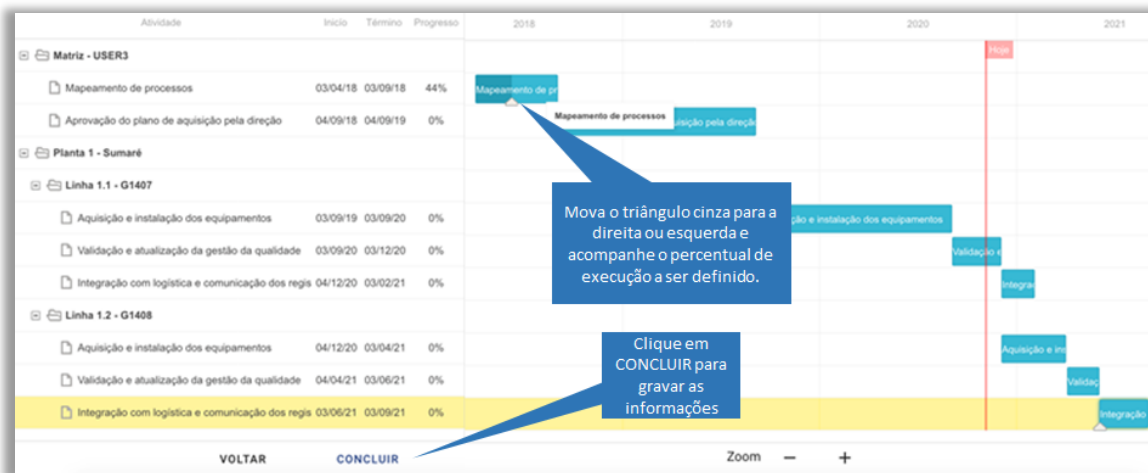 Atividade Início Término Progresso 2018 2019 2020 2021
Matriz - USER3 Hoje
Mapeamento de processos 03/04/18 03/09/18 44% Mapeamento de pr
Mapeamento de processos
Aprovação do plano de aquisição pela direção 04/09/18 04/09/19 0% uisição pela direção
Planta 1 - Sumaré
Linha 1.1 - G1407
Aquisição e instalação dos equipamentos 03/09/19 03/09/20 0% ção e instalação dos equipamentos
Validação e atualização da gestão da qualidade 03/09/20 03/12/20 0% Validação e
Integração com logística e comunicação dos regis 04/12/20 03/02/21 0% Integraç
Linha 1.2 - G1408
Aquisição e instalação dos equipamentos 04/12/20 03/04/21 0% Aquisição e ins
Validação e atualização da gestão da qualidade 04/04/21 03/06/21 0% Validaç
Integração com logística e comunicação dos regis 03/06/21 03/09/21 0% Integração
Mova o triângulo cinza para a
direita ou esquerda e
acompanhe o percentual de
execução a ser definido.
Clique em
CONCLUIR para
gravar as
informações
VOLTAR CONCLUIR Zoom − +